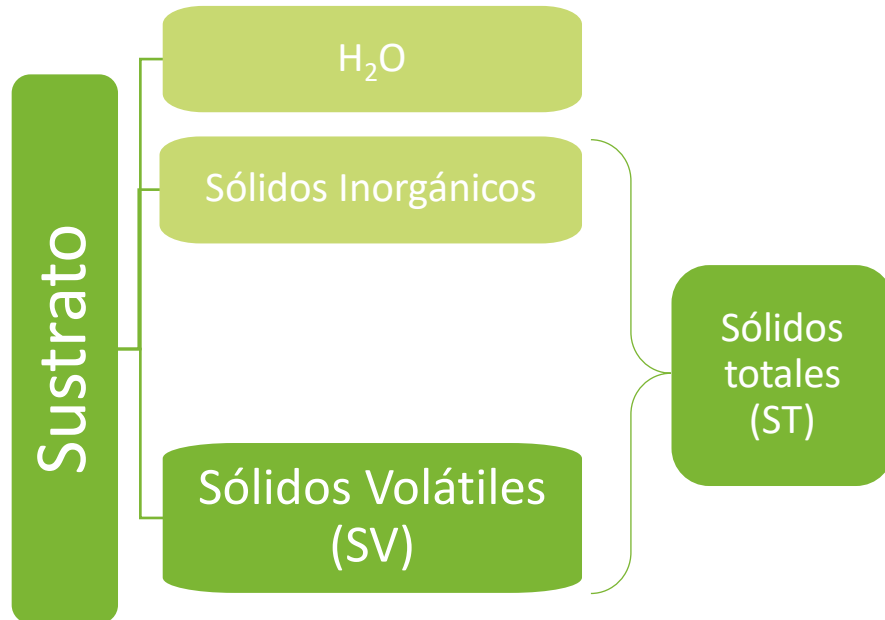 Sustrato
H₂O
Sólidos Inorgánicos
Sólidos Volátiles
(SV)
Sólidos
totales
(ST)